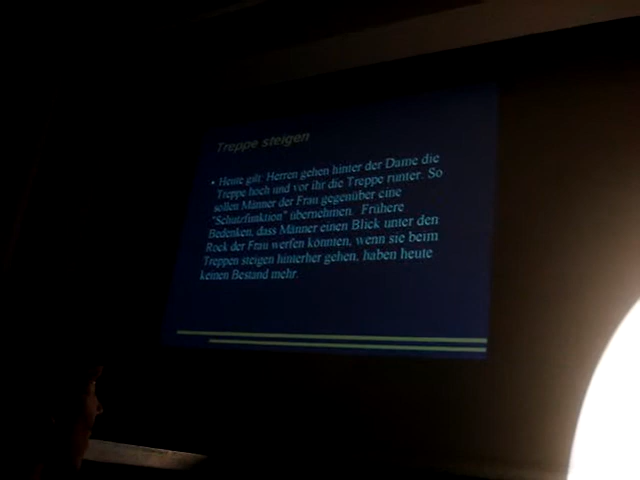 Treppe steigen
• Heute gilt: Herren gehen hinter der Dame die
Treppe hoch und vor ihr die Treppe runter. So
sollen Männer der Frau gegenüber eine
"Schutzfunktion" übernehmen. Frühere
Bedenken, dass Männer einen Blick unter den
Rock der Frau werfen könnten, wenn sie beim
Treppen steigen hinterher gehen, haben heute
keinen Bestand mehr.